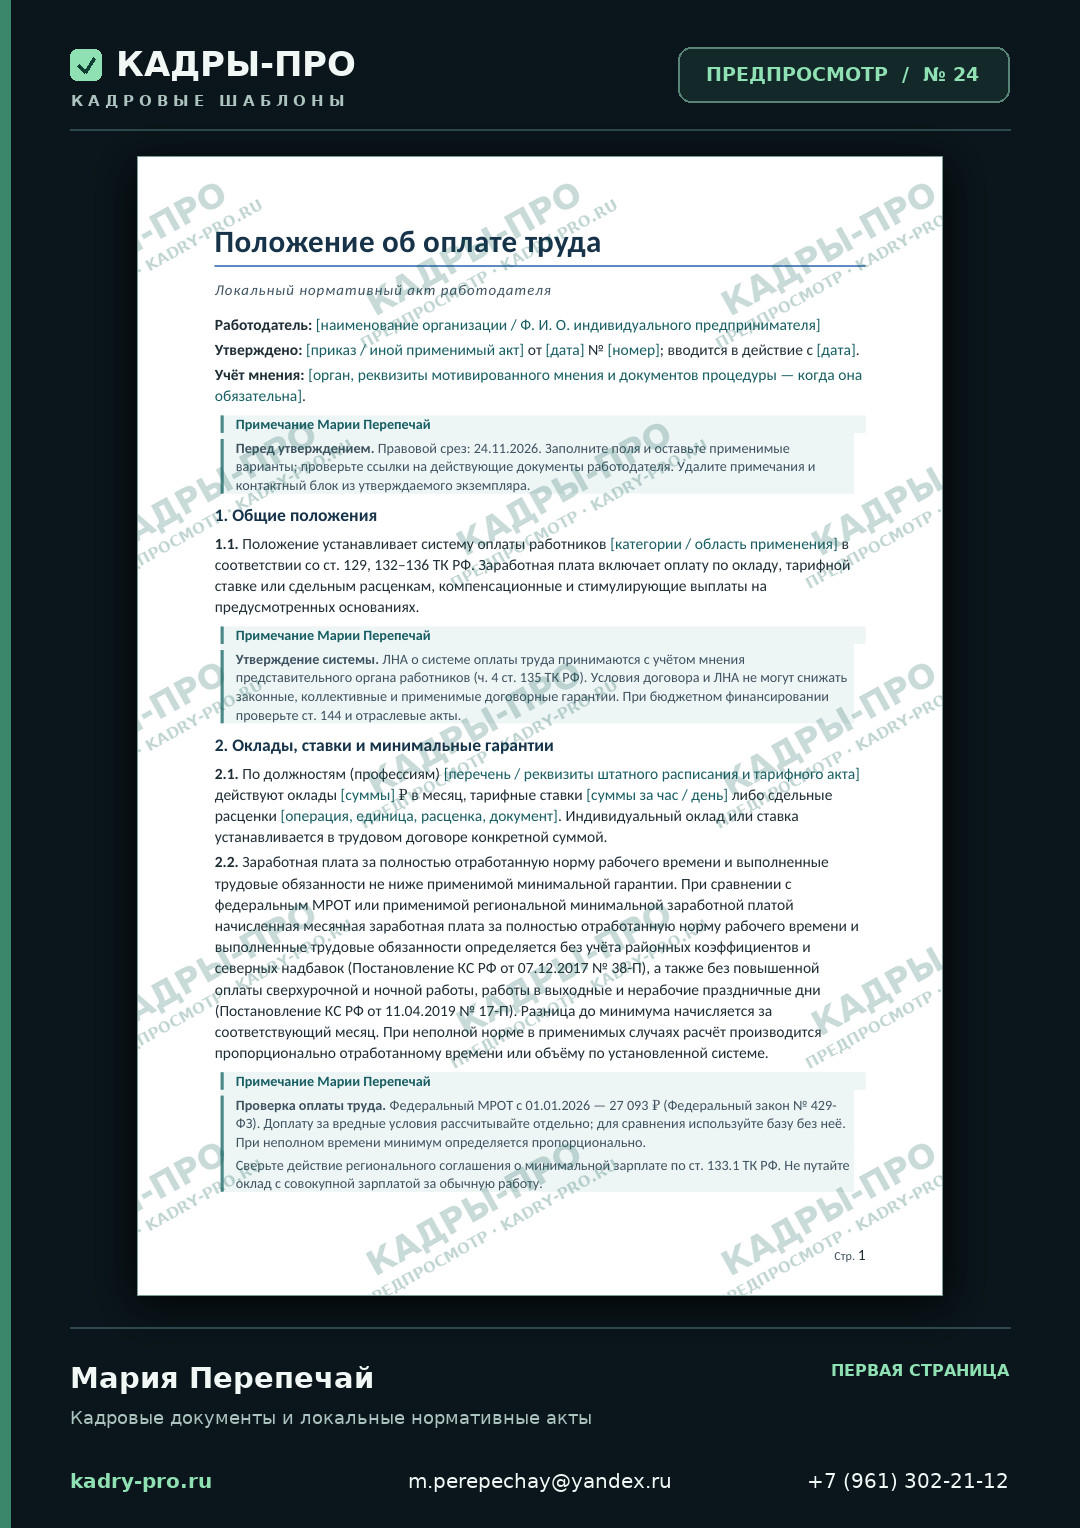 КАДРЫ-ПРО
КАДРОВЫЕ ШАБЛОНЫ
ПРЕДПРОСМОТР / № 24
Положение об оплате труда
Локальный нормативный акт работодателя
Работодатель: [наименование организации / Ф. И. О. индивидуального предпринимателя]
Утверждено: [приказ / иной применимый акт] от [дата] № [номер]; вводится в действие с [дата].
Учёт мнения: [орган, реквизиты мотивированного мнения и документов процедуры — когда она
обязательна].
Примечание Марии Перепечай
Перед утверждением. Правовой срез: 24.11.2026. Заполните поля и оставьте применимые
варианты; проверьте ссылки на действующие документы работодателя. Удалите примечания и
контактный блок из утверждаемого экземпляра.
1. Общие положения
1.1. Положение устанавливает систему оплаты работников [категории / область применения] в
соответствии со ст. 129, 132–136 ТК РФ. Заработная плата включает оплату по окладу, тарифной
ставке или сдельным расценкам, компенсационные и стимулирующие выплаты на
предусмотренных основаниях.
Примечание Марии Перепечай
Утверждение системы. ЛНА о системе оплаты труда принимаются с учётом мнения
представительного органа работников (ч. 4 ст. 135 ТК РФ). Условия договора и ЛНА не могут снижать
законные, коллективные и применимые договорные гарантии. При бюджетном финансировании
проверьте ст. 144 и отраслевые акты.
2. Оклады, ставки и минимальные гарантии
2.1. По должностям (профессиям) [перечень / реквизиты штатного расписания и тарифного акта]
действуют оклады [суммы] ₽ в месяц, тарифные ставки [суммы за час / день] либо сдельные
расценки [операция, единица, расценка, документ]. Индивидуальный оклад или ставка
устанавливается в трудовом договоре конкретной суммой.
2.2. Заработная плата за полностью отработанную норму рабочего времени и выполненные
трудовые обязанности не ниже применимой минимальной гарантии. При сравнении с
федеральным МРОТ или применимой региональной минимальной заработной платой
начисленная месячная заработная плата за полностью отработанную норму рабочего времени и
выполненные трудовые обязанности определяется без учёта районных коэффициентов и
северных надбавок (Постановление КС РФ от 07.12.2017 № 38-П), а также без повышенной
оплаты сверхурочной и ночной работы, работы в выходные и нерабочие праздничные дни
(Постановление КС РФ от 11.04.2019 № 17-П). Разница до минимума начисляется за
соответствующий месяц. При неполной норме в применимых случаях расчёт производится
пропорционально отработанному времени или объёму по установленной системе.
Примечание Марии Перепечай
Проверка оплаты труда. Федеральный МРОТ с 01.01.2026 — 27 093 ₽ (Федеральный закон № 429-
ФЗ). Доплату за вредные условия рассчитывайте отдельно; для сравнения используйте базу без неё.
При неполном времени минимум определяется пропорционально.
Сверьте действие регионального соглашения о минимальной зарплате по ст. 133.1 ТК РФ. Не путайте
оклад с совокупной зарплатой за обычную работу.
Стр. 1
Мария Перепечай
ПЕРВАЯ СТРАНИЦА
Кадровые документы и локальные нормативные акты
kadry-pro.ru
m.perepechay@yandex.ru
+7 (961) 302-21-12